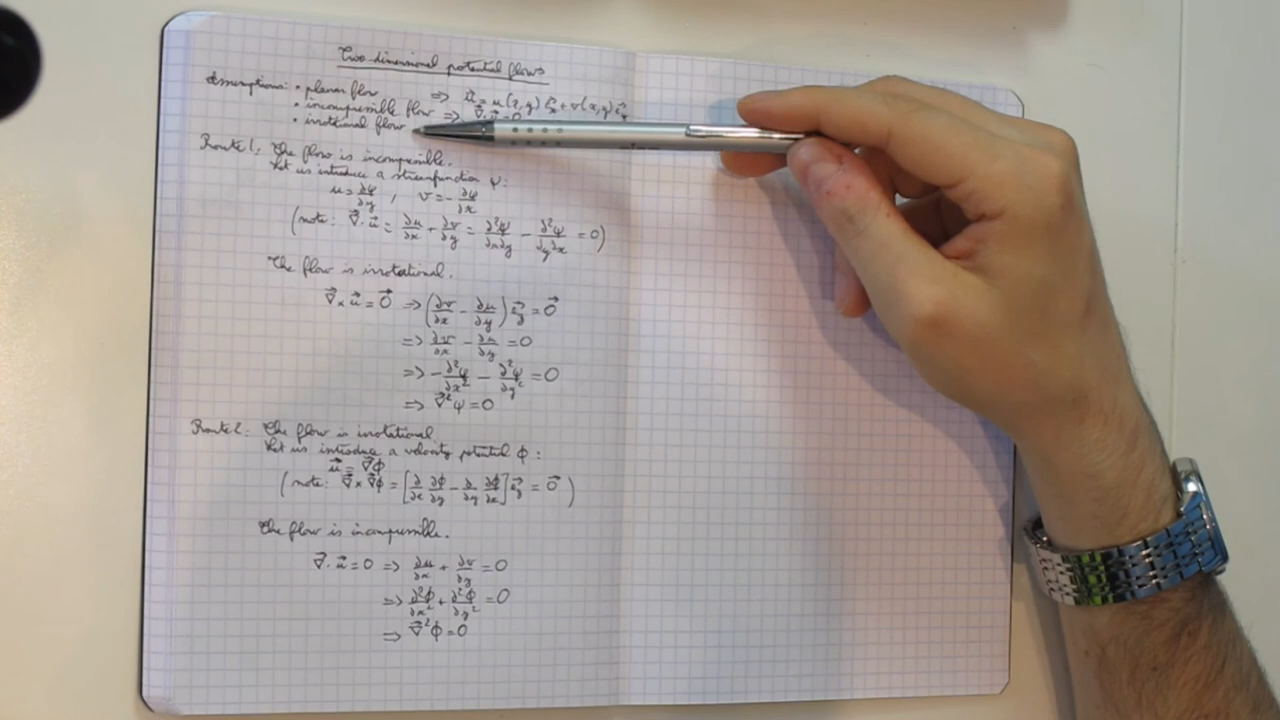 Two-dimensional potential flows
Assumptions: • planar flow ⇒ u⃗ = u(x,y) e⃗ₓ + v(x,y) e⃗ᵧ
• incompressible flow ⇒ ∇⃗·u⃗=0
• irrotational flow
Route 1: The flow is incompressible.
Let us introduce a streamfunction ψ:
u = ∂ψ/∂y , v = -∂ψ/∂x
(note: ∇⃗·u⃗ = ∂u/∂x + ∂v/∂y = ∂²ψ/∂x∂y - ∂²ψ/∂y∂x = 0)
The flow is irrotational.
∇⃗×u⃗ = 0⃗ ⇒ (∂v/∂x - ∂u/∂y) e⃗_z = 0⃗
⇒ ∂v/∂x - ∂u/∂y = 0
⇒ -∂²ψ/∂x² - ∂²ψ/∂y² = 0
⇒ ∇⃗²ψ = 0
Route 2: The flow is irrotational
Let us introduce a velocity potential ϕ:
u⃗ = ∇⃗ϕ
(note: ∇⃗×∇⃗ϕ = [∂/∂x ∂ϕ/∂y - ∂/∂y ∂ϕ/∂x] e⃗_z = 0⃗)
The flow is incompressible.
∇⃗·u⃗ = 0 ⇒ ∂u/∂x + ∂v/∂y = 0
⇒ ∂²ϕ/∂x² + ∂²ϕ/∂y² = 0
⇒ ∇⃗²ϕ = 0